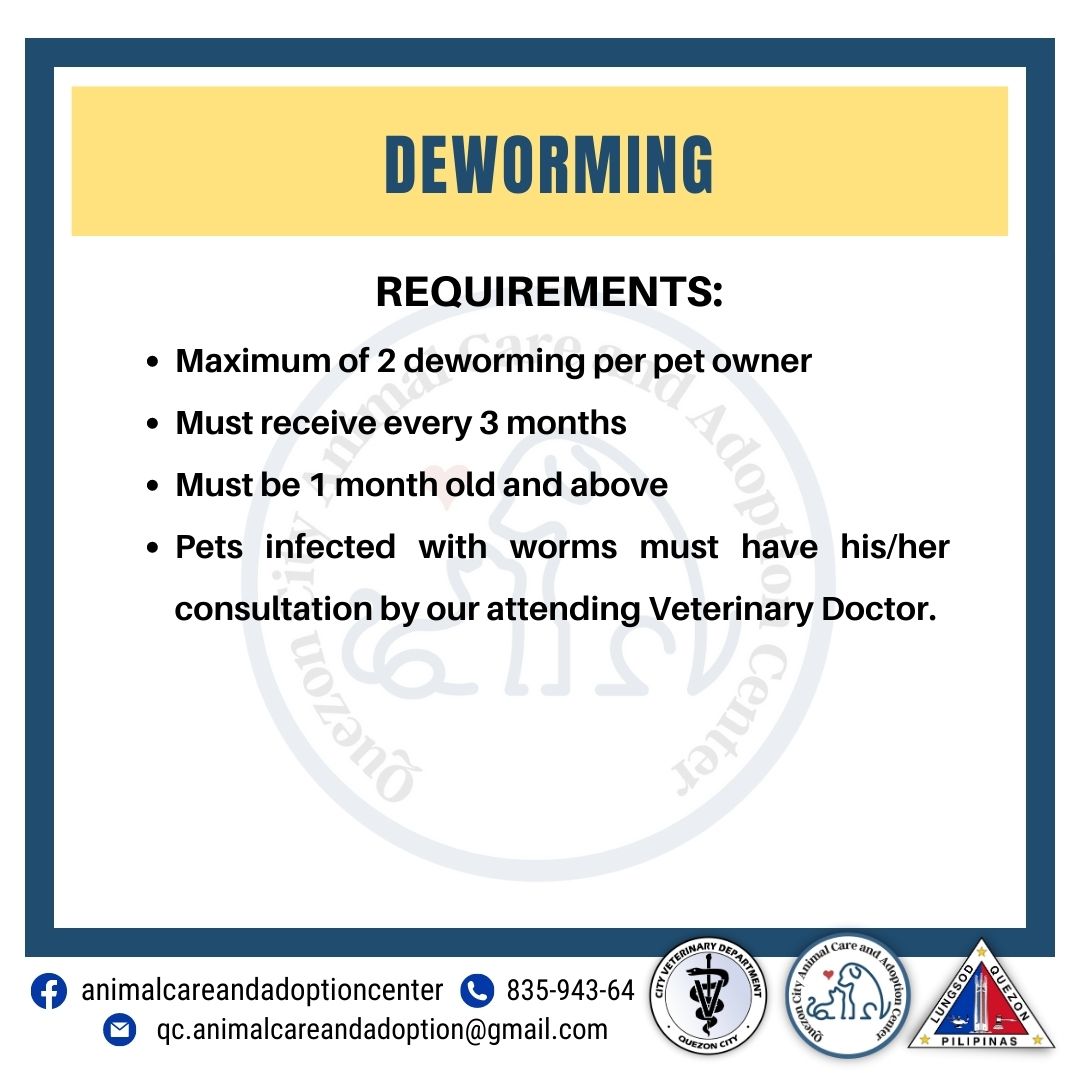 DEWORMING
REQUIREMENTS:
• Maximum of 2 deworming per pet owner
• Must receive every 3 months
• Must be 1 month old and above
• Pets infected with worms must have his/her
consultation by our attending Veterinary Doctor.
Quezon City Animal Care and Adoption Center
animalcareandadoptioncenter 835-943-64
qc.animalcareandadoption@gmail.com
CITY VETERINARY DEPARTMENT
· QUEZON CITY ·
Quezon City Animal Care and Adoption Center
LUNGSOD QUEZON
PILIPINAS